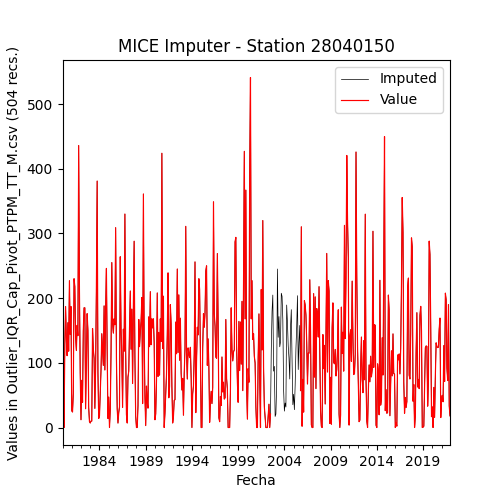 MICE Imputer - Station 28040150
Values in Outlier_IQR_Cap_Pivot_PTPM_TT_M.csv (504 recs.)
500
400
300
200
100
0
Imputed
Value
1984 1989 1994 1999 2004 2009 2014 2019
Fecha